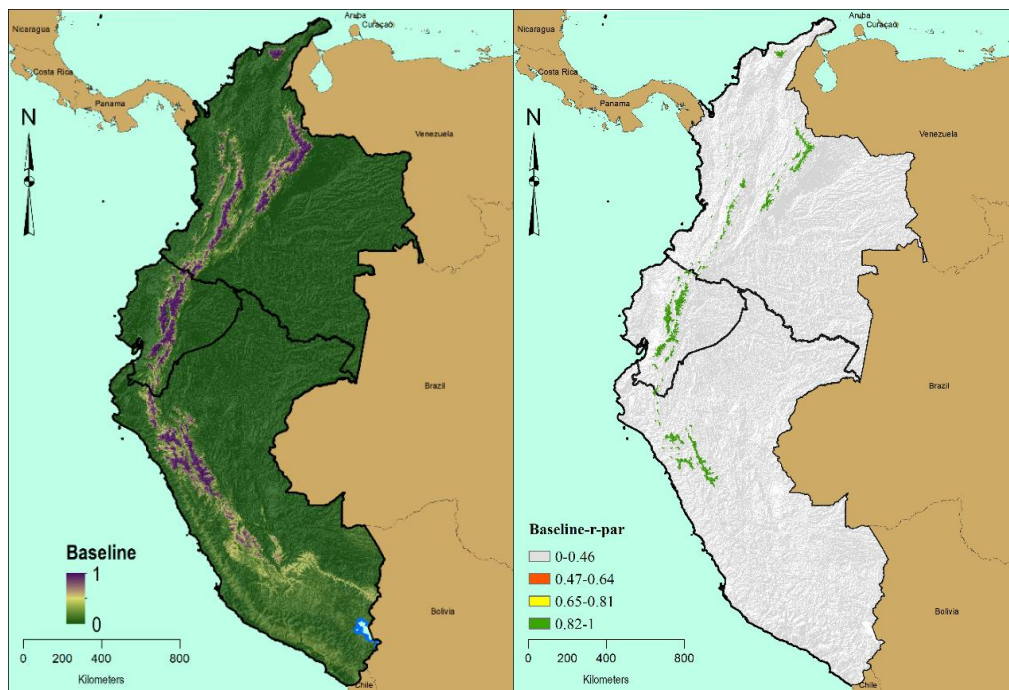 Nicaragua
Aruba
Curaçao
Costa Rica
Panama
Venezuela
N
Brazil
Baseline
1
0
Bolivia
0 200 400 800
Kilometers
Chile
Nicaragua
Aruba
Curaçao
Costa Rica
Panama
Venezuela
N
Brazil
Baseline-r-par
0-0.46
0.47-0.64
0.65-0.81
0.82-1
Bolivia
0 200 400 800
Kilometers
Chile